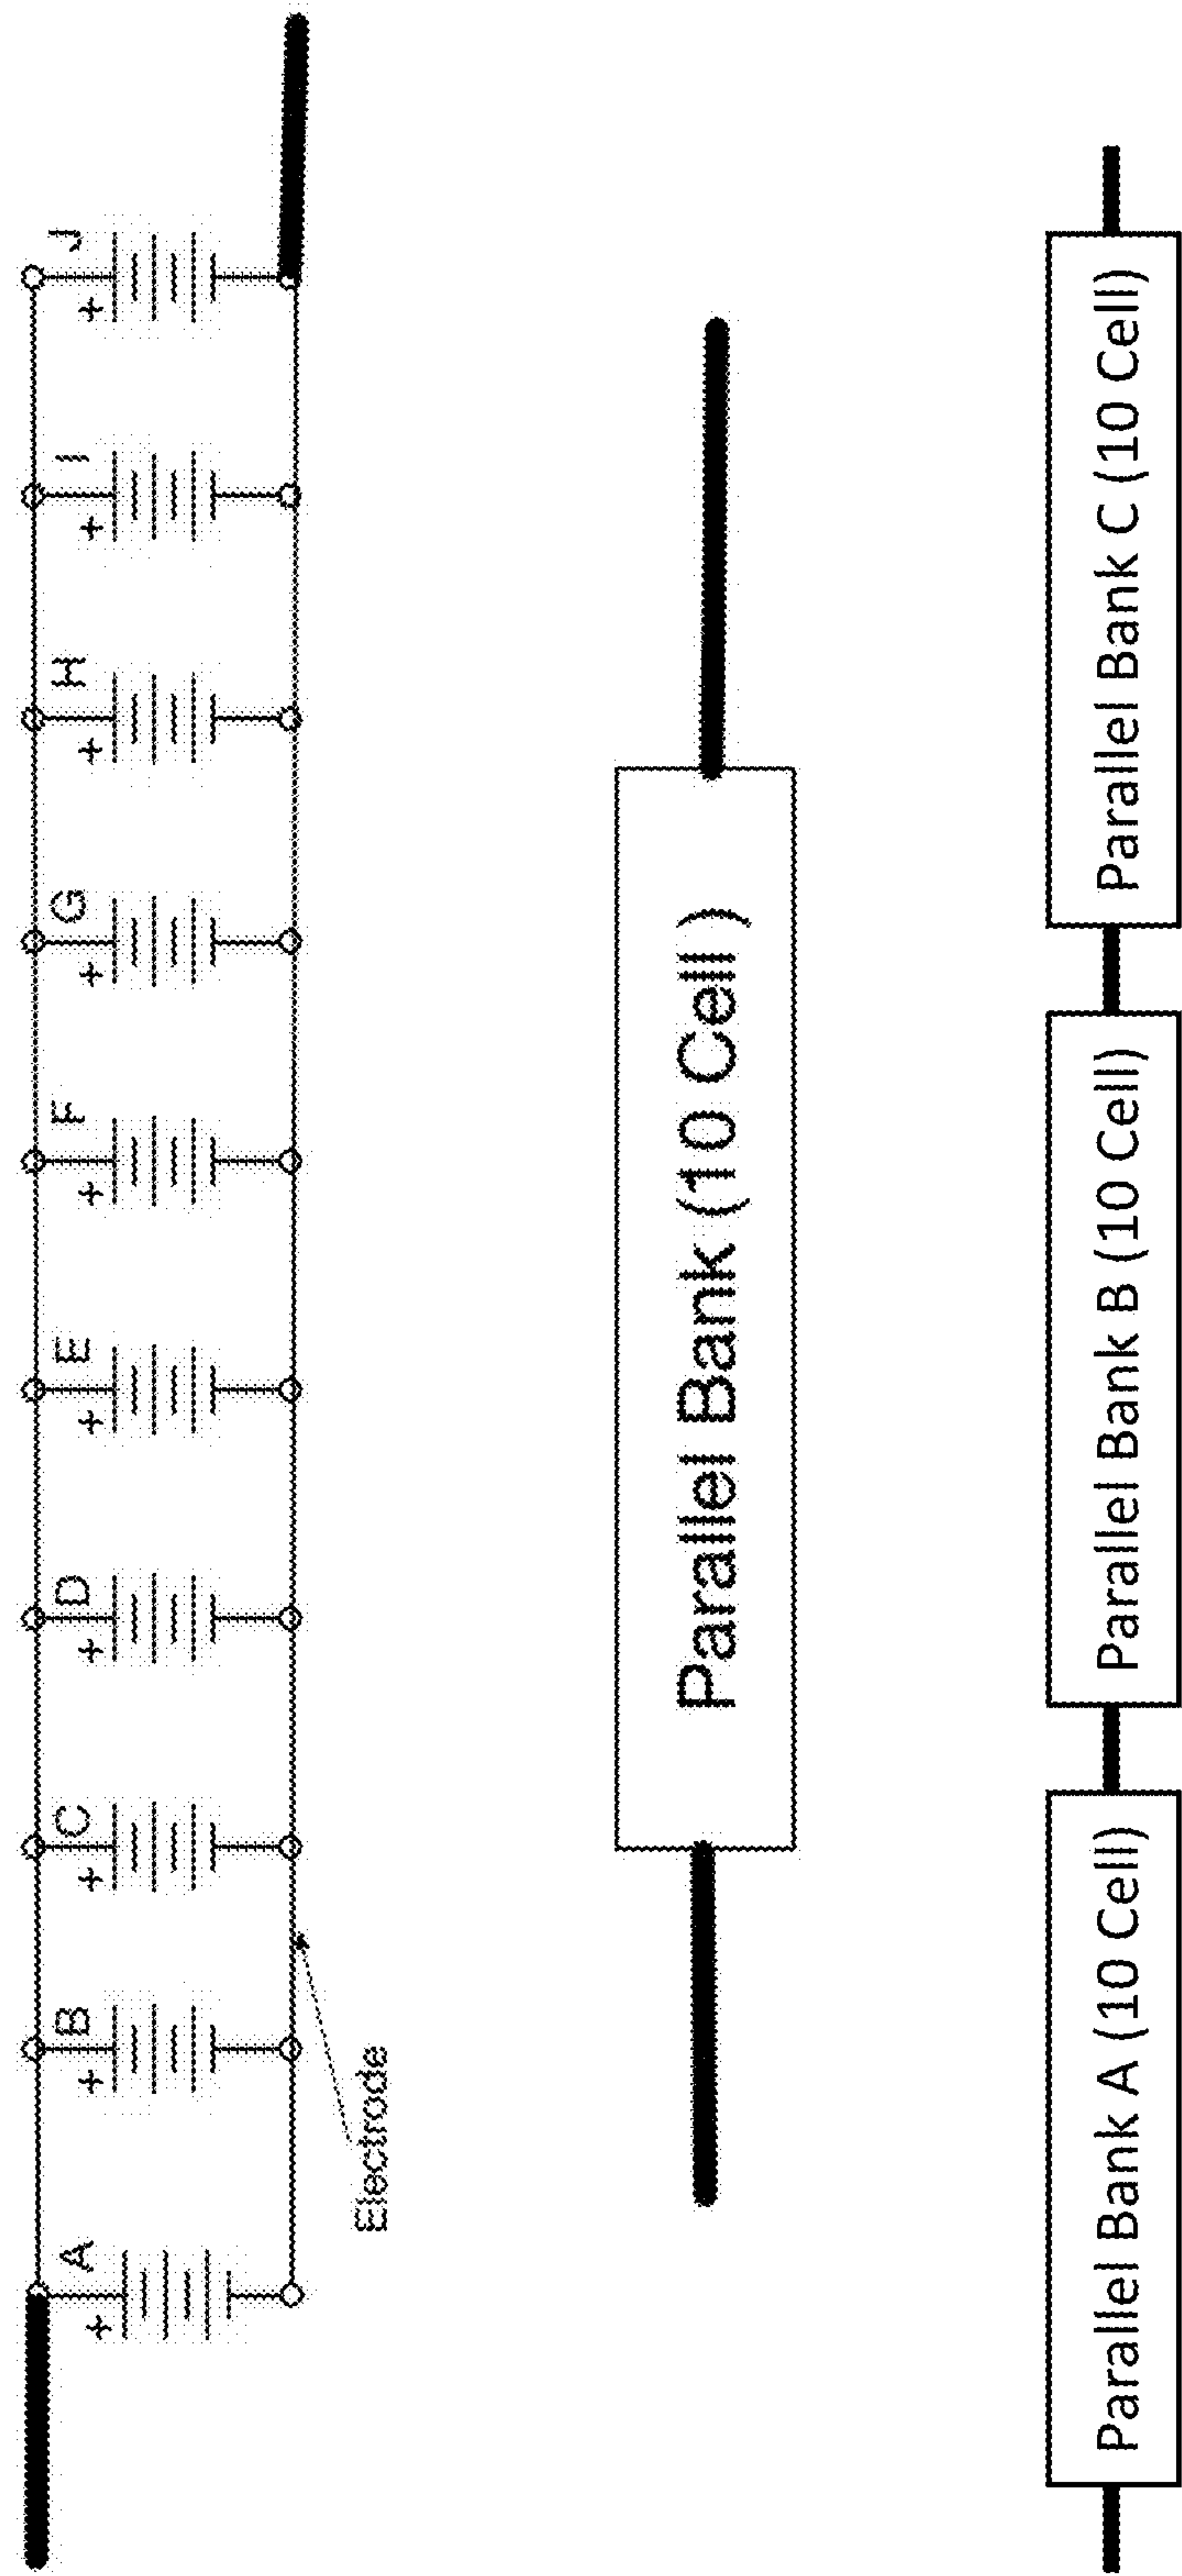 A B C D E F G H I J
+ + + + + + + + + +
Electrode
Parallel Bank (10 Cell )
Parallel Bank A (10 Cell) Parallel Bank B (10 Cell) Parallel Bank C (10 Cell)